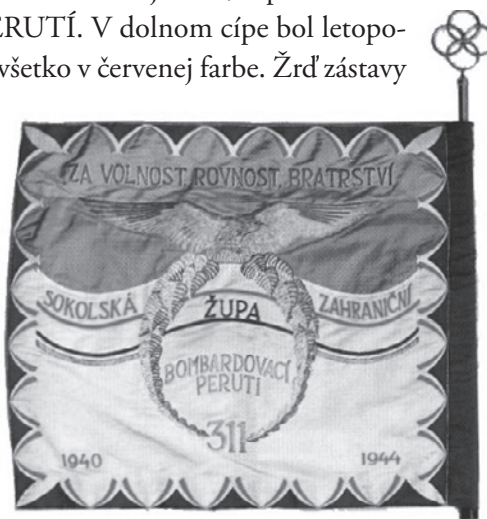 ERUTÍ. V dolnom cípe bol letopo-
všetko v červenej farbe. Žrď zástavy
ZA VOLNOST, ROVNOST, BRATRSTVÍ
SOKOLSKÁ ŽUPA ZAHRANIČNÍ
BOMBARDOVACÍ
PERUTI
311
1940 1944